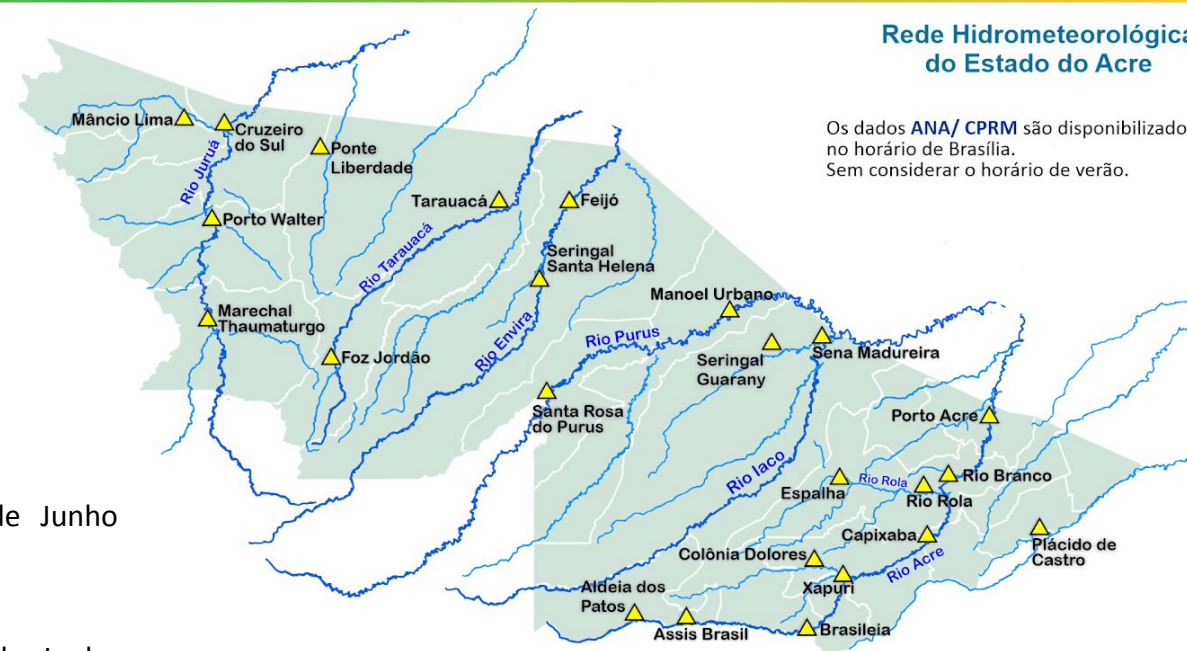 Rede Hidrometeorológica
do Estado do Acre
Os dados ANA/ CPRM são disponibilizado
no horário de Brasília.
Sem considerar o horário de verão.
Mâncio Lima
Cruzeiro
do Sul
Ponte
Liberdade
Rio Juruá
Porto Walter
Tarauacá
Feijó
Rio Tarauacá
Seringal
Santa Helena
Marechal
Thaumaturgo
Foz Jordão
Rio Envira
Manoel Urbano
Rio Purus
Seringal
Guarany
Sena Madureira
Santa Rosa
do Purus
Porto Acre
Rio Iaco
Espalha
Rio Rola
Rio Branco
Rio Rola
Capixaba
Plácido de
Castro
Colônia Dolores
Rio Acre
Xapuri
Aldeia dos
Patos
Assis Brasil
Brasileia
de Junho